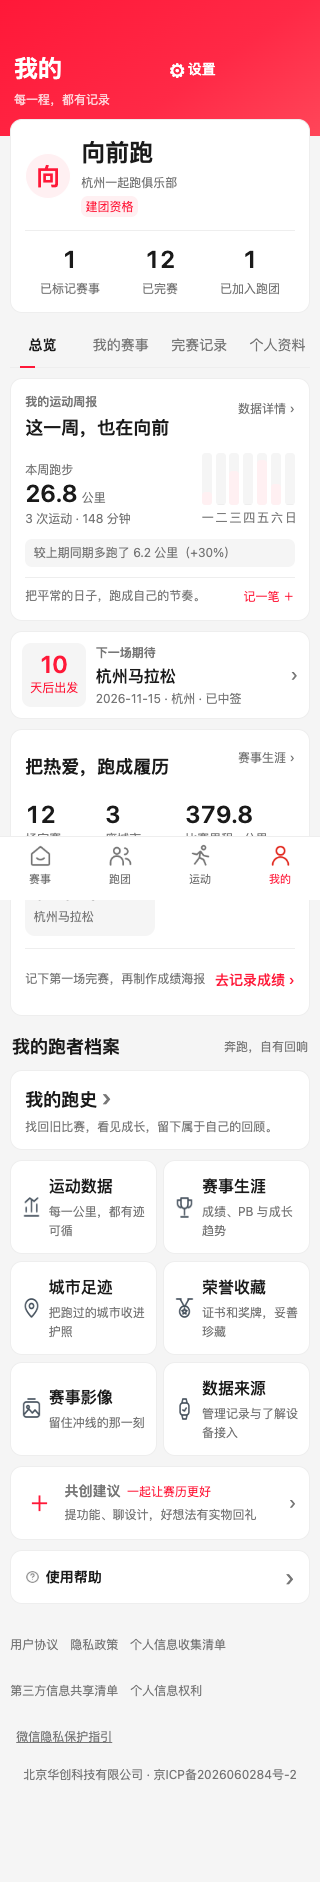 我的
设置
每一程，都有记录
向
向前跑
杭州一起跑俱乐部
建团资格
1
12
1
已标记赛事
已完赛
已加入跑团
总览
我的赛事
完赛记录
个人资料
我的运动周报
数据详情 ›
这一周，也在向前
本周跑步
26.8 公里
3 次运动 · 148 分钟
一二三四五六日
较上期同期多跑了 6.2 公里（+30%）
把平常的日子，跑成自己的节奏。
记一笔 ＋
10
天后出发
下一场期待
杭州马拉松
2026-11-15 · 杭州 · 已中签
›
把热爱，跑成履历
赛事生涯 ›
12
3
379.8
赛事
跑团
运动
我的
杭州马拉松
记下第一场完赛，再制作成绩海报
去记录成绩 ›
我的跑者档案
奔跑，自有回响
我的跑史 ›
找回旧比赛，看见成长，留下属于自己的回顾。
运动数据
每一公里，都有迹
可循
赛事生涯
成绩、PB 与成长
趋势
城市足迹
把跑过的城市收进
护照
荣誉收藏
证书和奖牌，妥善
珍藏
赛事影像
留住冲线的那一刻
数据来源
管理记录与了解设
备接入
共创建议 一起让赛历更好
提功能、聊设计，好想法有实物回礼
›
使用帮助
›
用户协议 隐私政策 个人信息收集清单
第三方信息共享清单 个人信息权利
微信隐私保护指引
北京华创科技有限公司 · 京ICP备2026060284号-2